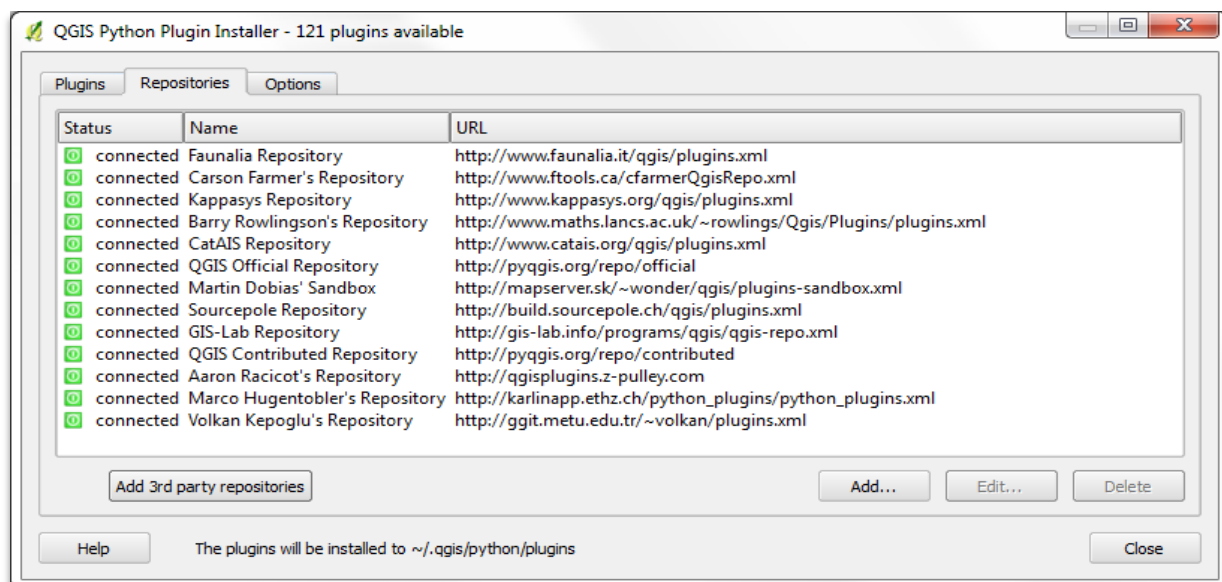 QGIS Python Plugin Installer - 121 plugins available
Plugins Repositories Options
Status Name URL
connected Faunalia Repository http://www.faunalia.it/qgis/plugins.xml
connected Carson Farmer's Repository http://www.ftools.ca/cfarmerQgisRepo.xml
connected Kappasys Repository http://www.kappasys.org/qgis/plugins.xml
connected Barry Rowlingson's Repository http://www.maths.lancs.ac.uk/~rowlings/Qgis/Plugins/plugins.xml
connected CatAIS Repository http://www.catais.org/qgis/plugins.xml
connected QGIS Official Repository http://pyqgis.org/repo/official
connected Martin Dobias' Sandbox http://mapserver.sk/~wonder/qgis/plugins-sandbox.xml
connected Sourcepole Repository http://build.sourcepole.ch/qgis/plugins.xml
connected GIS-Lab Repository http://gis-lab.info/programs/qgis/qgis-repo.xml
connected QGIS Contributed Repository http://pyqgis.org/repo/contributed
connected Aaron Racicot's Repository http://qgisplugins.z-pulley.com
connected Marco Hugentobler's Repository http://karlinapp.ethz.ch/python_plugins/python_plugins.xml
connected Volkan Kepoglu's Repository http://ggit.metu.edu.tr/~volkan/plugins.xml
Add 3rd party repositories Add... Edit... Delete
Help The plugins will be installed to ~/.qgis/python/plugins Close